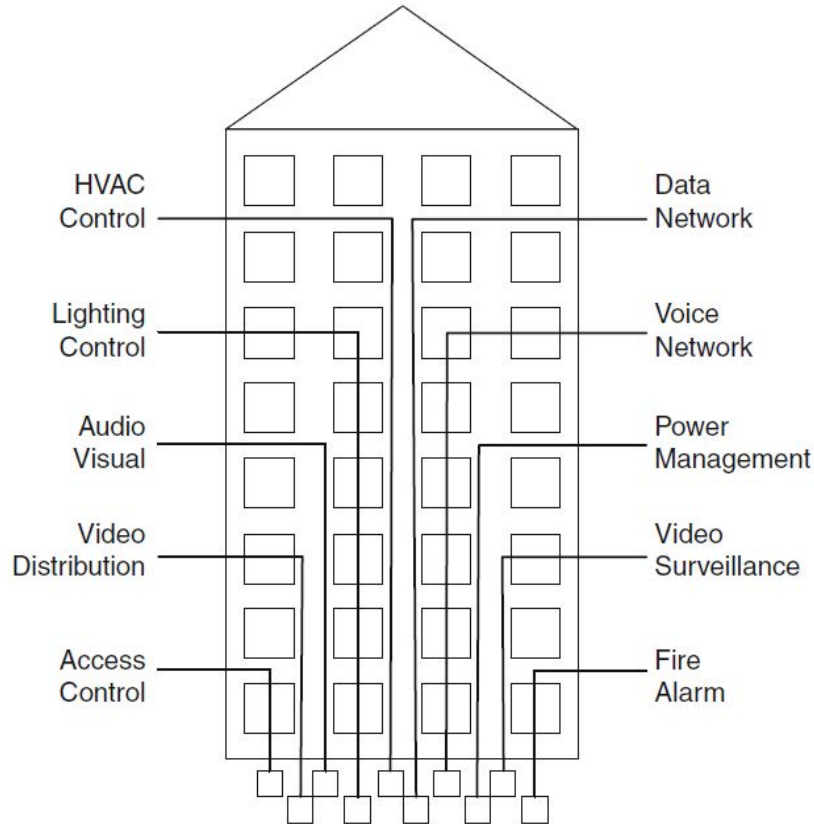 HVAC
Control
Lighting
Control
Audio
Visual
Video
Distribution
Access
Control
Data
Network
Voice
Network
Power
Management
Video
Surveillance
Fire
Alarm